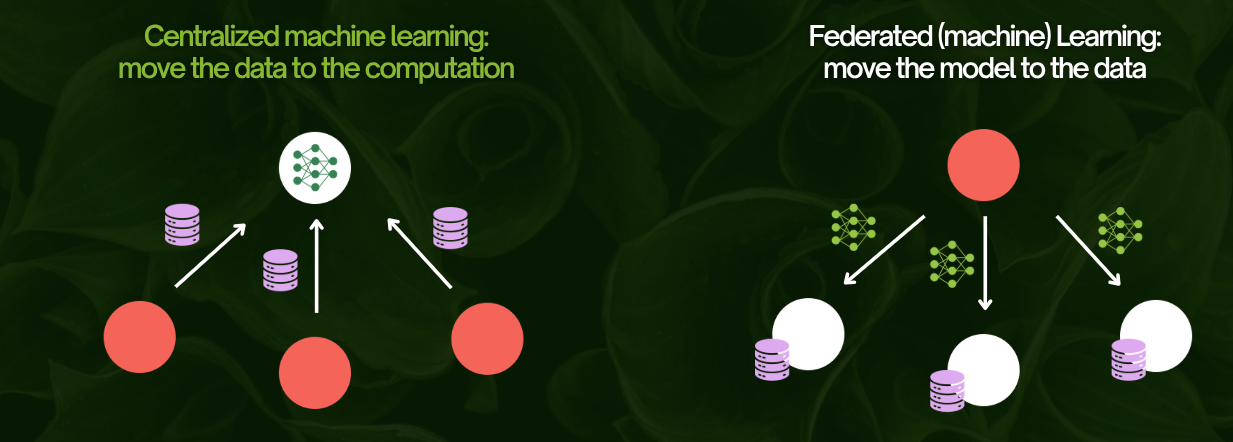 Centralized machine learning:
move the data to the computation
Federated (machine) Learning:
move the model to the data